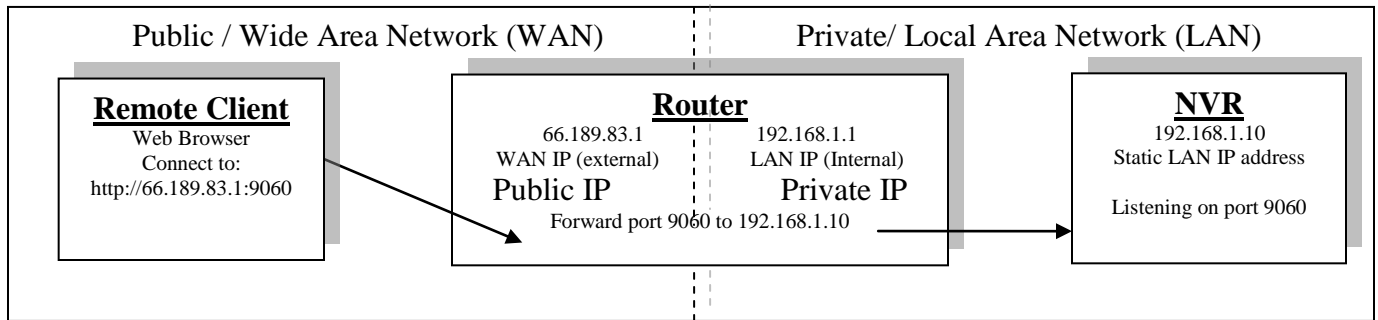 Public / Wide Area Network (WAN)
Private/ Local Area Network (LAN)
Remote Client
Web Browser
Connect to:
http://66.189.83.1:9060
Router
66.189.83.1
192.168.1.1
WAN IP (external)
LAN IP (Internal)
Public IP
Private IP
Forward port 9060 to 192.168.1.10
NVR
192.168.1.10
Static LAN IP address
Listening on port 9060